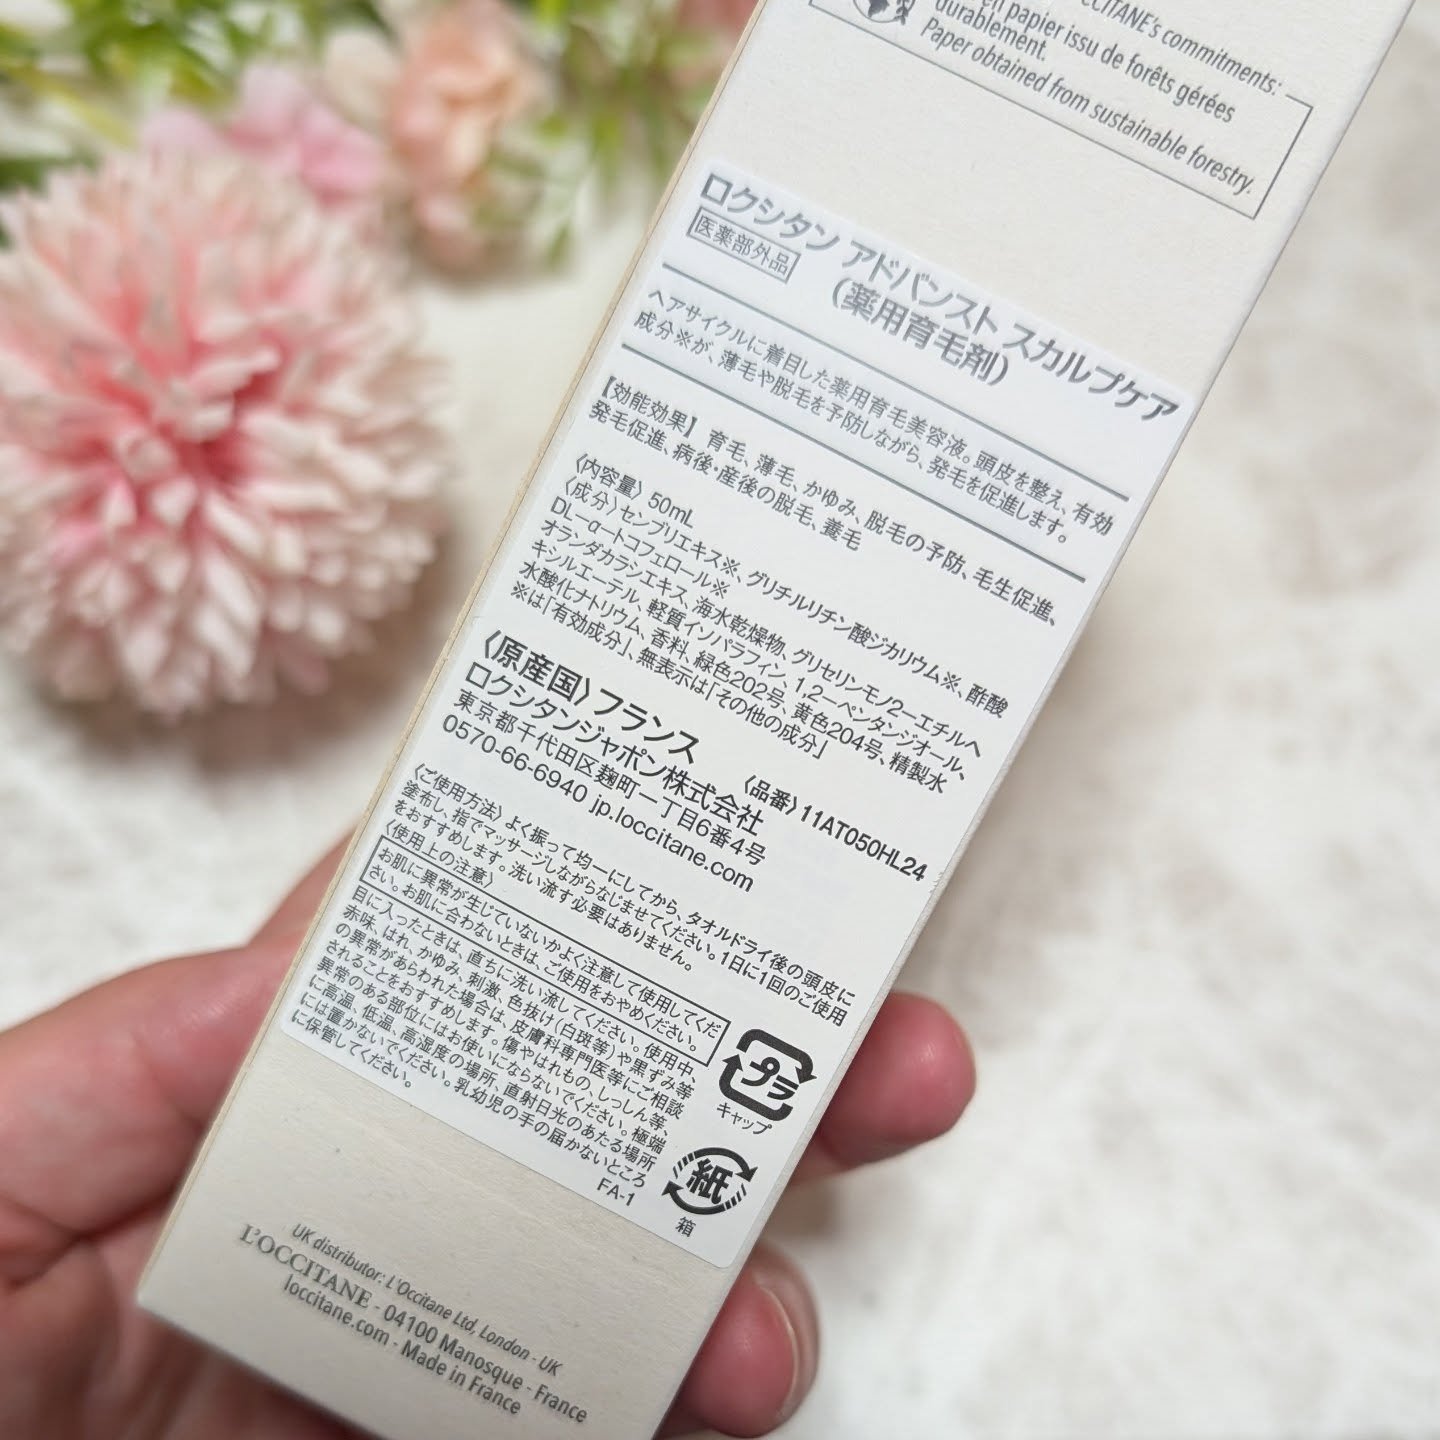 CCITANE's commitments:
en papier issu de forêts gérées
durablement.
Paper obtained from sustainable forestry.
ロクシタン アドバンスト スカルプケア
医薬部外品
(薬用育毛剤)
ヘアサイクルに着目した薬用育毛美容液。頭皮を整え、有効
成分※が、薄毛や脱毛を予防しながら、発毛を促進します。
【効能効果】 育毛、薄毛、かゆみ、脱毛の予防、毛生促進、
発毛促進、病後・産後の脱毛、養毛
〈内容量〉 50mL
〈成分〉センブリエキス※、グリチルリチン酸ジカリウム※、酢酸
DL－α－トコフェロール※
オランダカラシエキス、海水乾燥物、グリセリンモノ2－エチルヘ
キシルエーテル、軽質イソパラフィン、1,2－ペンタンジオール、
水酸化ナトリウム、香料、緑色202号、黄色204号、精製水
※は「有効成分」、無表示は「その他の成分」
〈原産国〉フランス
〈品番〉11AT050HL24
ロクシタンジャポン株式会社
東京都千代田区麹町一丁目6番4号
0570-66-6940 jp.loccitane.com
〈ご使用方法〉よく振って均一にしてから、タオルドライ後の頭皮に
塗布し、指でマッサージしながらなじませてください。1日に1回のご使用
をおすすめします。洗い流す必要はありません。
〈使用上の注意〉
お肌に異常が生じていないかよく注意して使用してくだ
さい。お肌に合わないときは、ご使用をおやめください。
目に入ったときは、直ちに洗い流してください。使用中、
赤味、はれ、かゆみ、刺激、色抜け(白斑等)や黒ずみ等
の異常があらわれた場合は、皮膚科専門医等にご相談
されることをおすすめします。傷やはれもの、しっしん等、
異常のある部位にはお使いにならないでください。極端
に高温、低温、高湿度の場所、直射日光のあたる場所
には置かないでください。乳幼児の手の届かないところ
に保管してください。
FA-1
プラ
キャップ
紙
箱
UK distributor: L'Occitane Ltd, London - UK
L'OCCITANE - 04100 Manosque - France
loccitane.com - Made in France